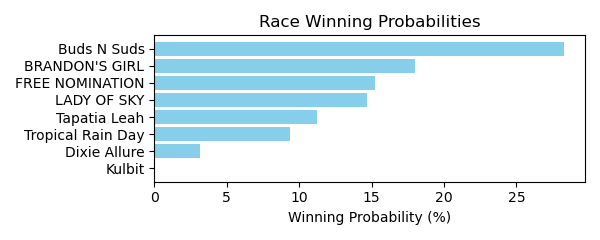 Race Winning Probabilities
Buds N Suds
BRANDON'S GIRL
FREE NOMINATION
LADY OF SKY
Tapatia Leah
Tropical Rain Day
Dixie Allure
Kulbit
0 5 10 15 20 25
Winning Probability (%)